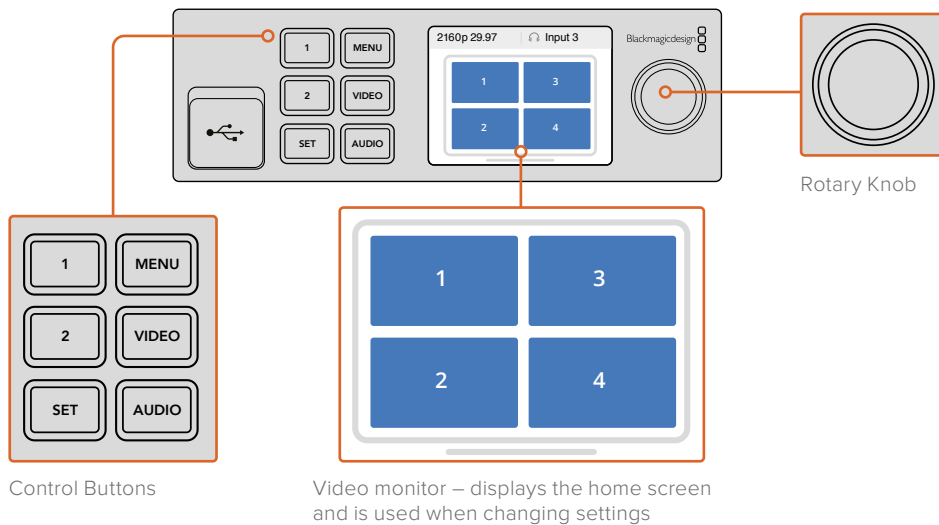 1
MENU
2
VIDEO
SET
AUDIO
2160p 29.97
Input 3
1
3
2
4
Blackmagicdesign
Rotary Knob
1
MENU
2
VIDEO
SET
AUDIO
1
3
2
4
Control Buttons
Video monitor – displays the home screen
and is used when changing settings